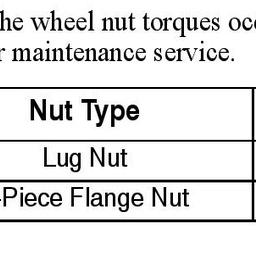 he wheel nut torques occ
r maintenance service.
Nut Type
Lug Nut
-Piece Flange Nut